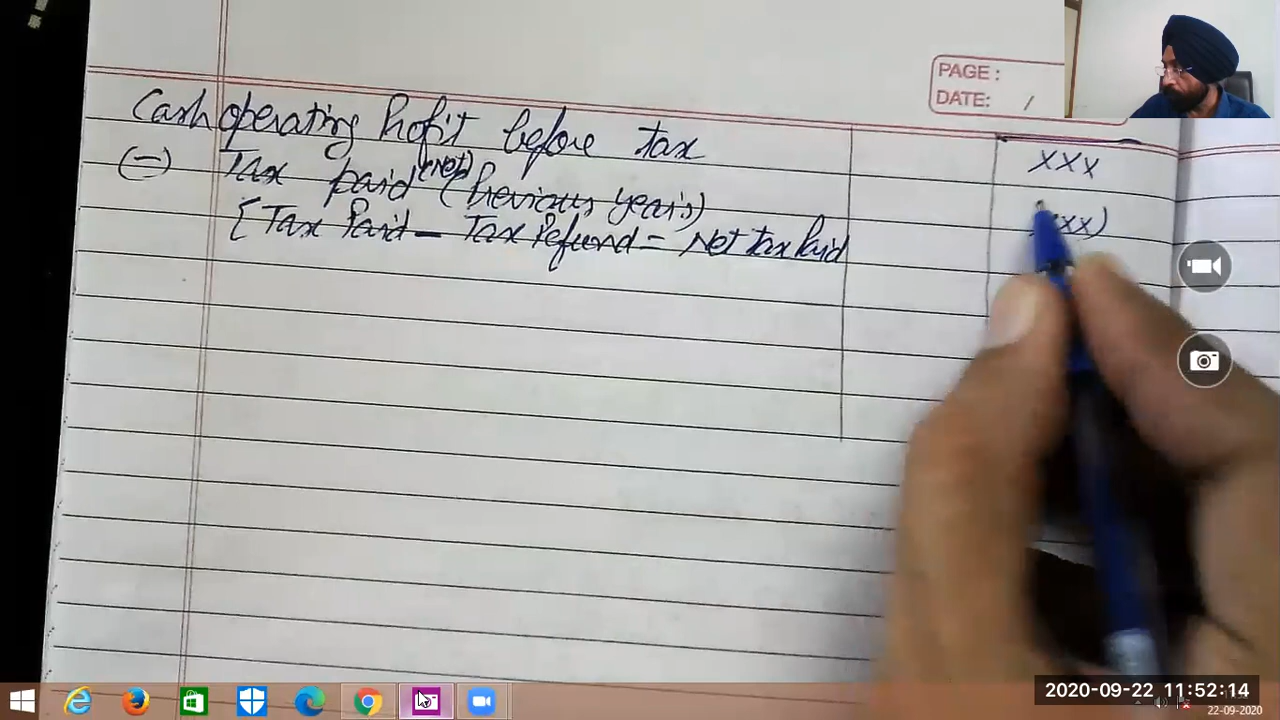 PAGE:
DATE: /
Cash operating Profit before tax xxx
(-) Tax paid (net) (Previous year's) xxx)
[Tax Paid - Tax Refund = Net Tax Paid
2020-09-22 11:52:14
22-09-2020